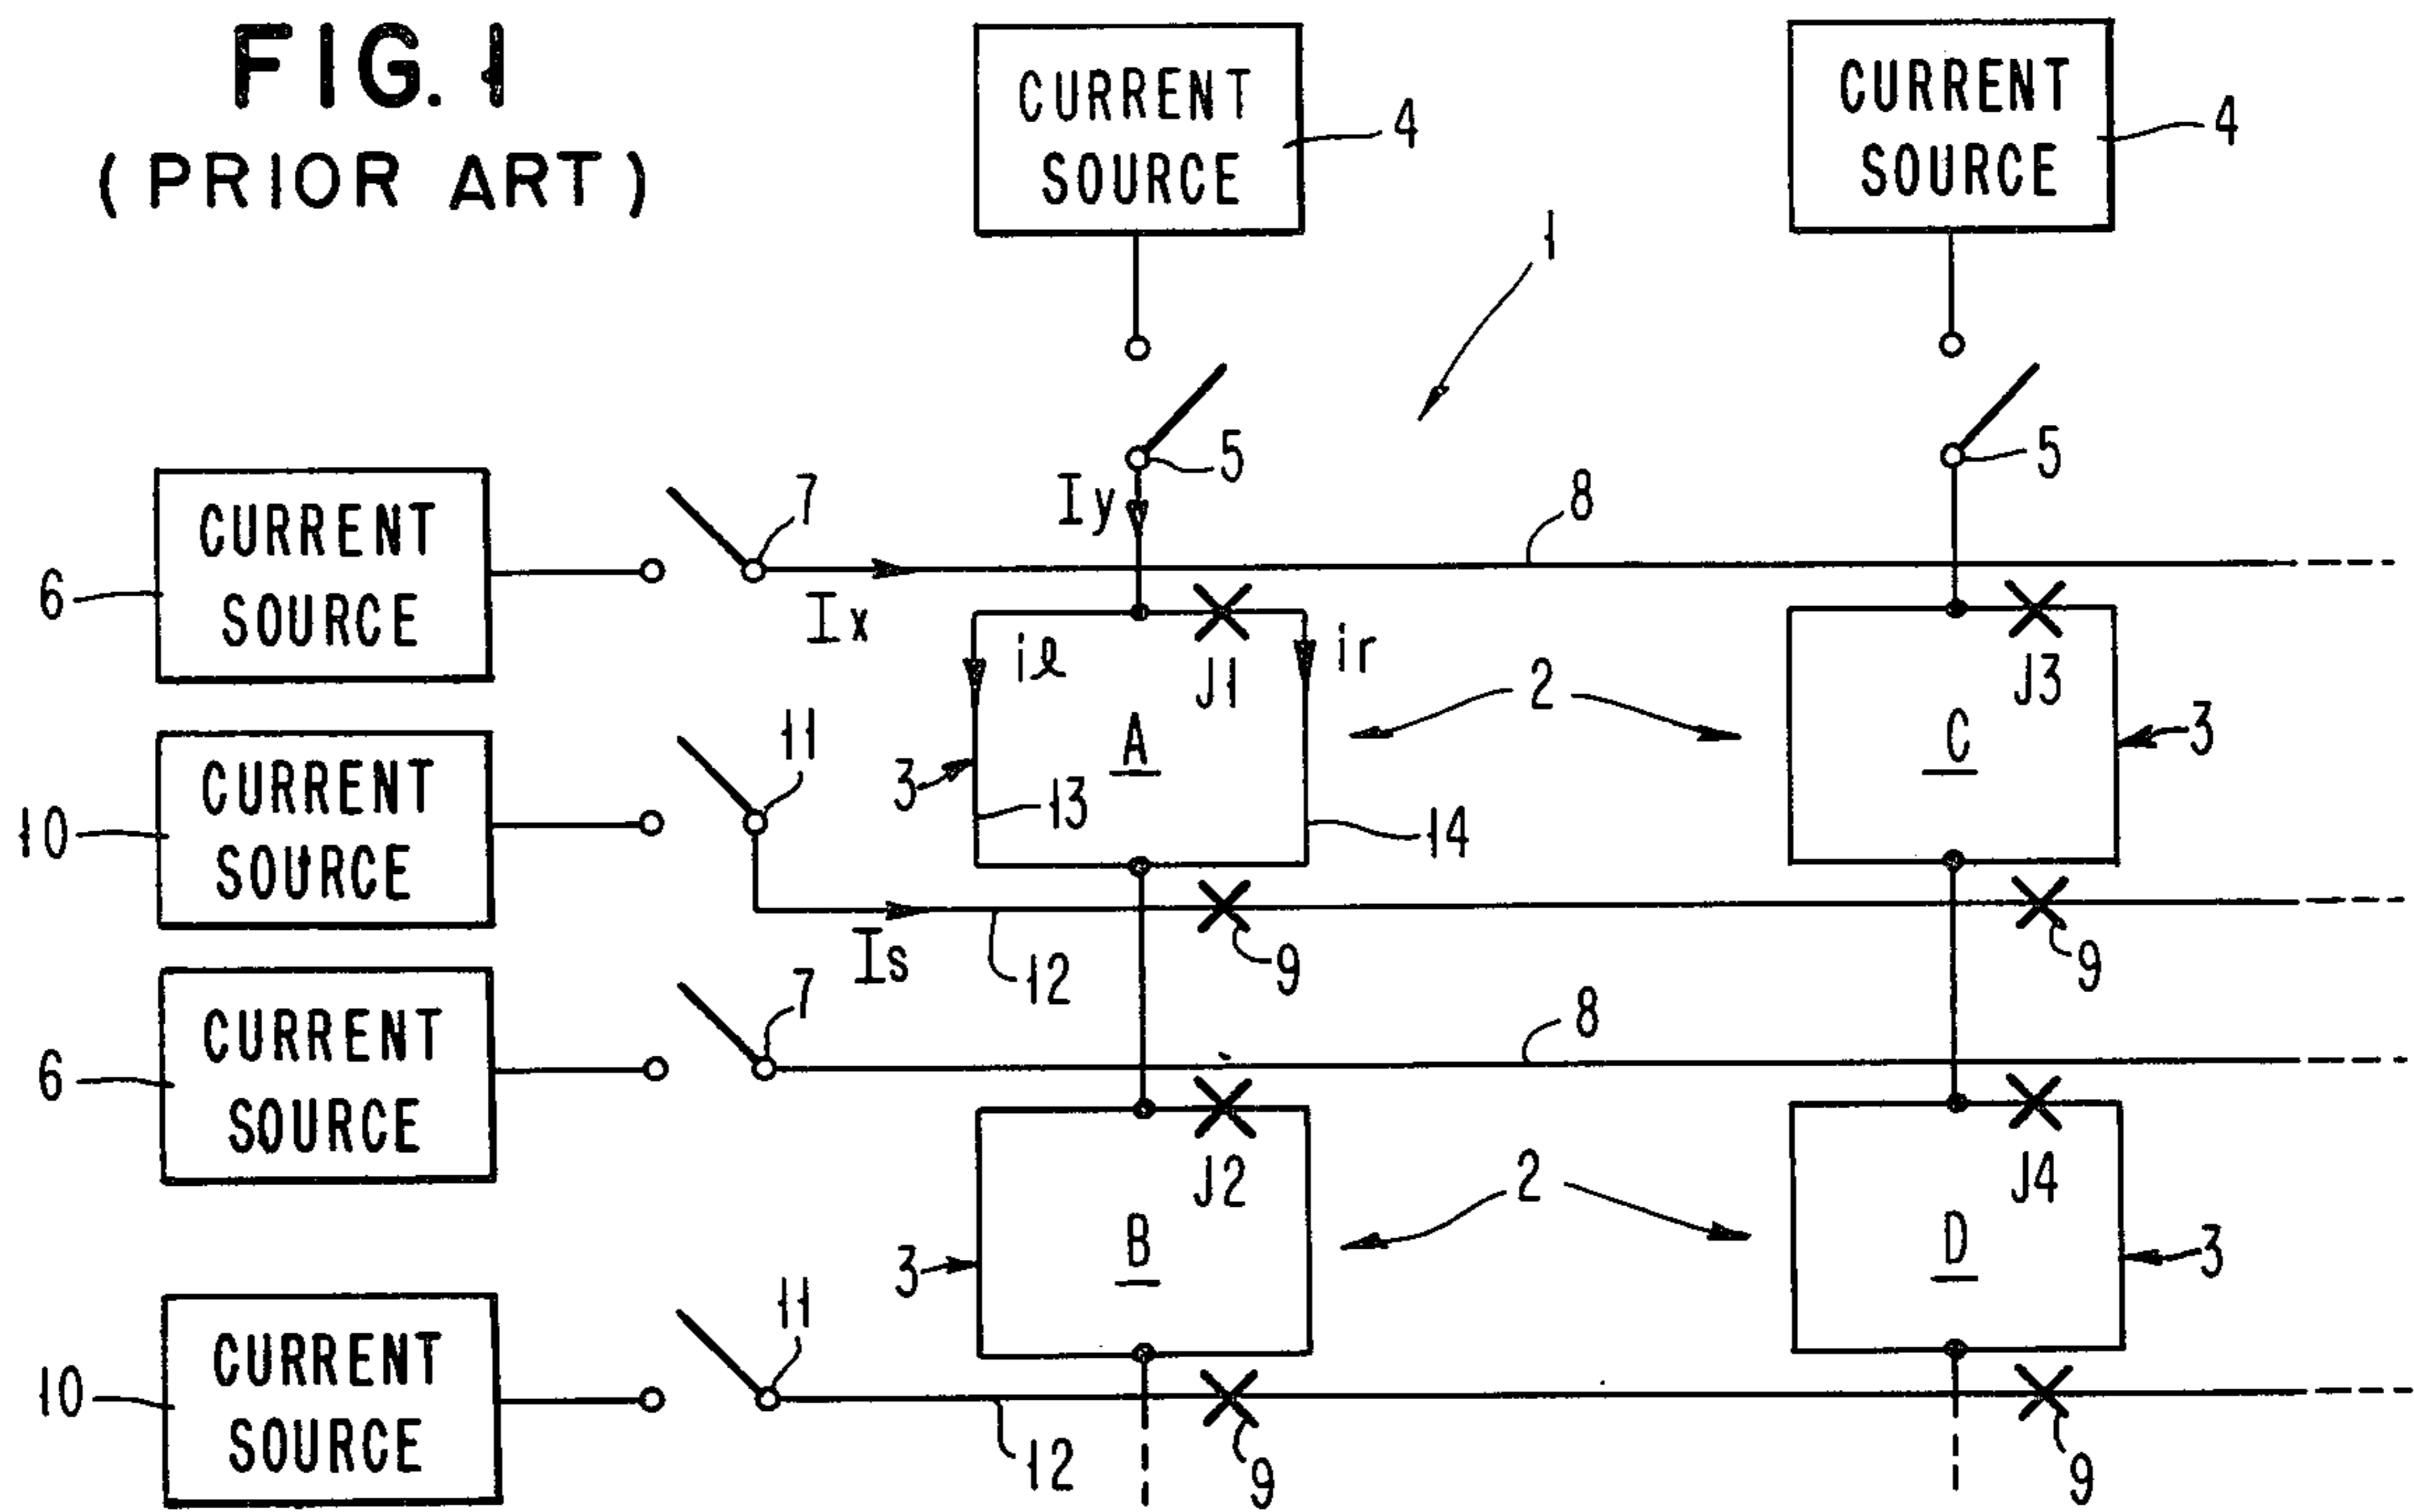 FIG. 1
(PRIOR ART)
CURRENT
SOURCE
4
CURRENT
SOURCE
4
1
5
5
Iy
CURRENT
SOURCE
6
7
Ix
8
il
ir
J1
J3
2
A
C
3
3
13
14
CURRENT
SOURCE
10
11
Is
12
9
9
CURRENT
SOURCE
6
7
8
J2
J4
2
B
D
3
3
CURRENT
SOURCE
10
11
12
9
9